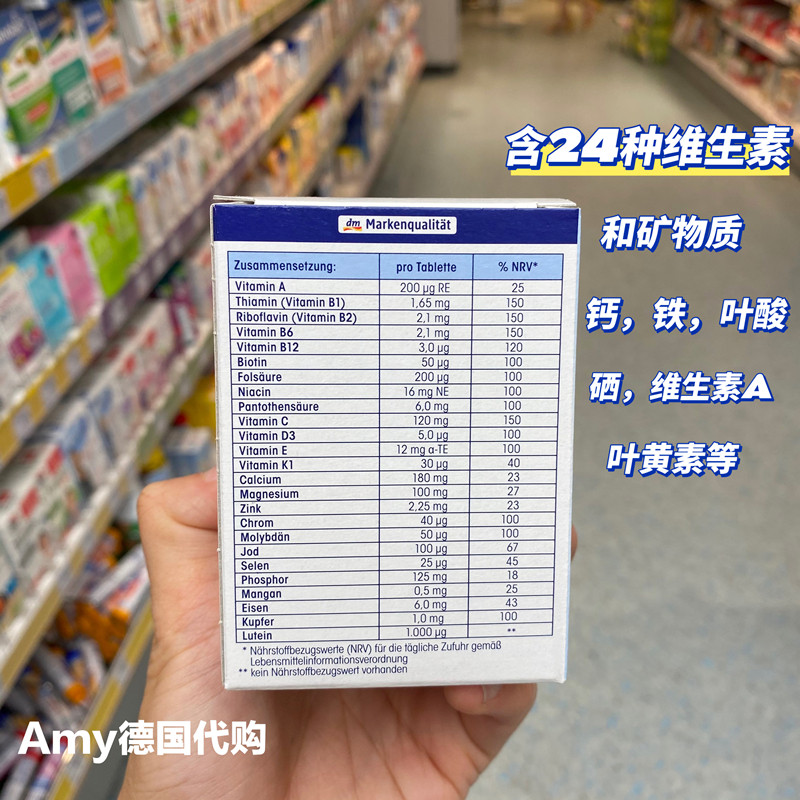 含24种维生素
和矿物质
钙，铁，叶酸
硒，维生素A
叶黄素等
dm Markenqualität
Zusammensetzung: pro Tablette % NRV*
Vitamin A 200 µg RE 25
Thiamin (Vitamin B1) 1,65 mg 150
Riboflavin (Vitamin B2) 2,1 mg 150
Vitamin B6 2,1 mg 150
Vitamin B12 3,0 µg 120
Biotin 50 µg 100
Folsäure 200 µg 100
Niacin 16 mg NE 100
Pantothensäure 6,0 mg 100
Vitamin C 120 mg 150
Vitamin D3 5,0 µg 100
Vitamin E 12 mg α-TE 100
Vitamin K1 30 µg 40
Calcium 180 mg 23
Magnesium 100 mg 27
Zink 2,25 mg 23
Chrom 40 µg 100
Molybdän 50 µg 100
Jod 100 µg 67
Selen 25 µg 45
Phosphor 125 mg 18
Mangan 0,5 mg 25
Eisen 6,0 mg 43
Kupfer 1,0 mg 100
Lutein 1.000 µg **
* Nährstoffbezugswerte (NRV) für die tägliche Zufuhr gemäß
Lebensmittelinformationsverordnung
** kein Nährstoffbezugswert vorhanden
Amy德国代购